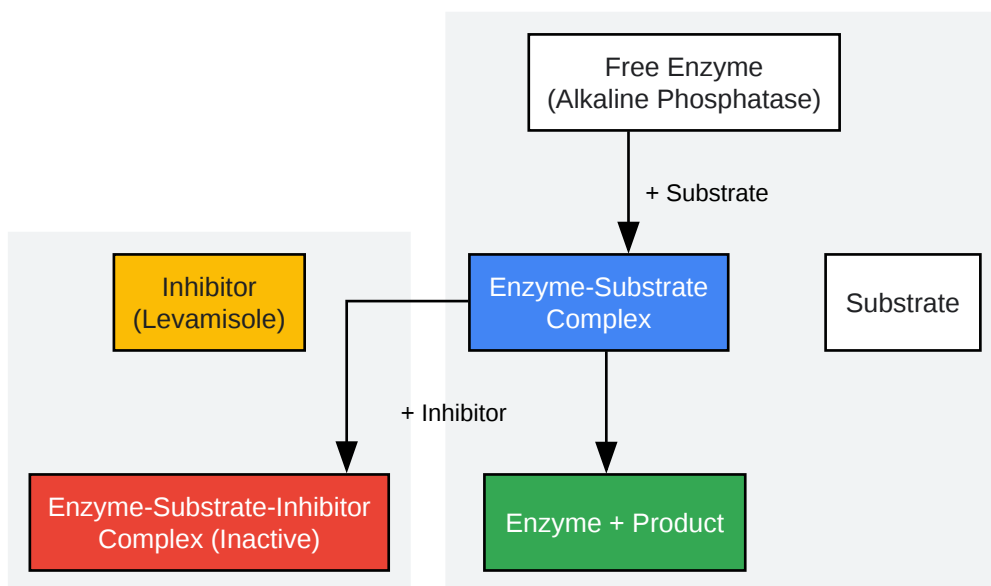 Free Enzyme
(Alkaline Phosphatase)
+ Substrate
Inhibitor
(Levamisole)
Enzyme-Substrate
Complex
Substrate
+ Inhibitor
Enzyme-Substrate-Inhibitor
Complex (Inactive)
Enzyme + Product